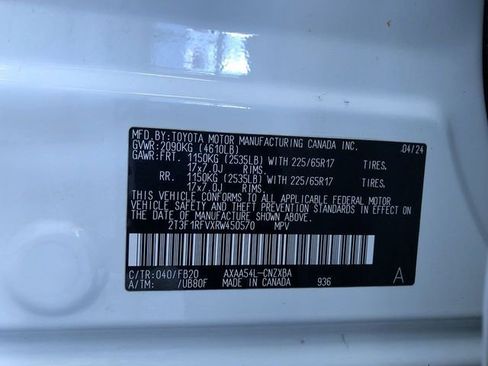 MFD.BY:TOYOTA MOTOR MANUFACTURING CANADA INC. 04/24
GVWR:2090KG (4610LB)
GAWR:FRT. 1150KG (2535LB) WITH 225/65R17 TIRES.
17x7.0J RIMS.
RR. 1150KG (2535LB) WITH 225/65R17 TIRES.
17x7.0J RIMS.
THIS VEHICLE CONFORMS TO ALL APPLICABLE FEDERAL MOTOR
VEHICLE SAFETY AND THEFT PREVENTION STANDARDS IN
EFFECT ON THE DATE OF MANUFACTURE SHOWN ABOVE.
2T3F1RFVXRW450570 MPV
C/TR:040/FB20 AXAA54L-CNZXBA
A/TM: /UB80F MADE IN CANADA 936 A